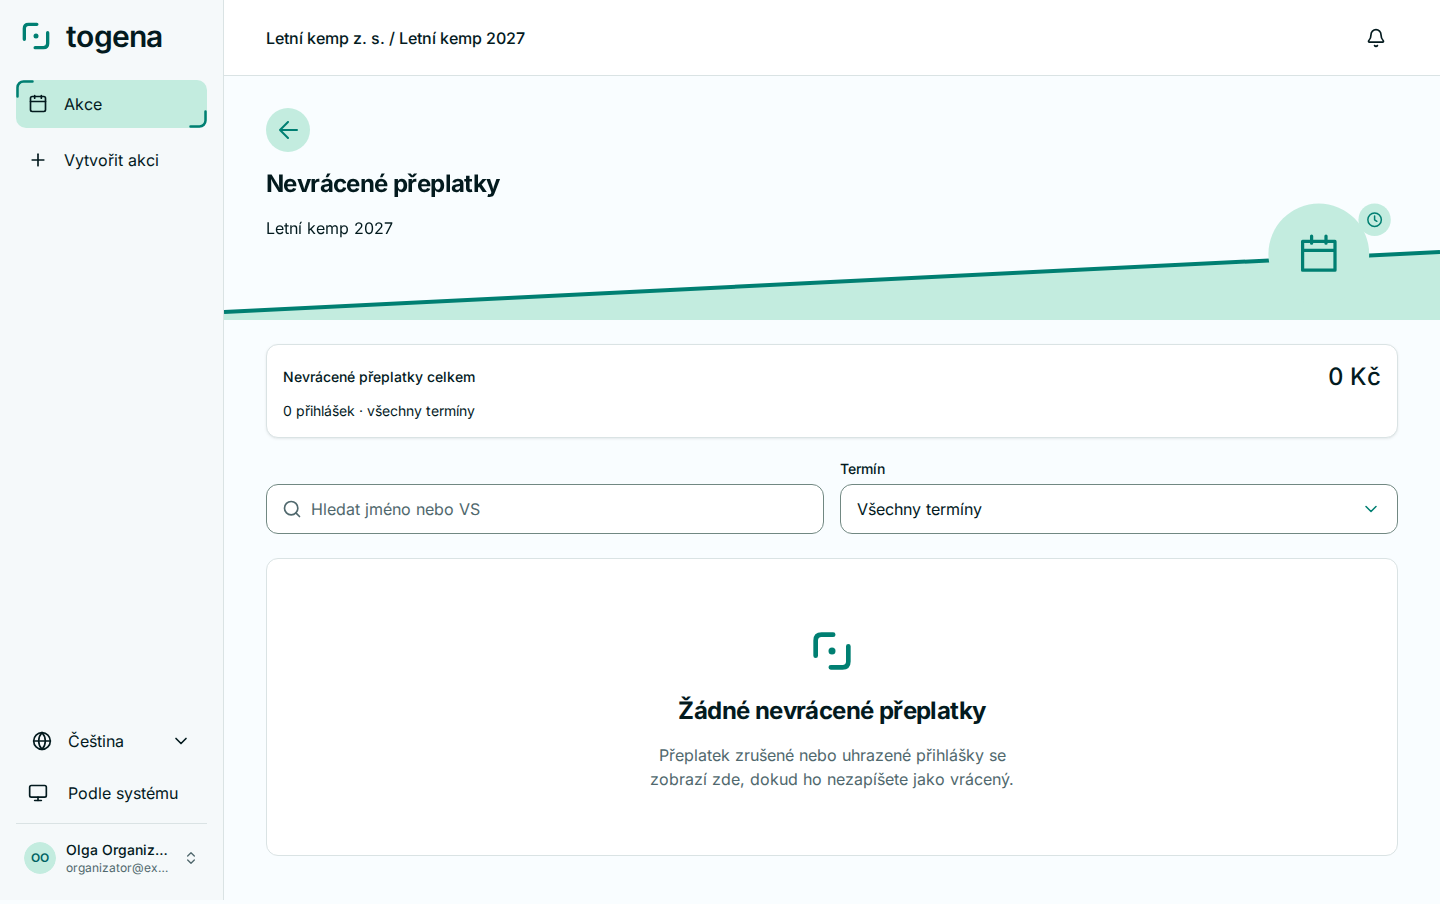 togena
Akce
Vytvořit akci
Čeština
Podle systému
OO
Olga Organiz...
organizator@ex...
Letní kemp z. s. / Letní kemp 2027
Nevrácené přeplatky
Letní kemp 2027
Nevrácené přeplatky celkem
0 Kč
0 přihlášek · všechny termíny
Termín
Hledat jméno nebo VS
Všechny termíny
Žádné nevrácené přeplatky
Přeplatek zrušené nebo uhrazené přihlášky se
zobrazí zde, dokud ho nezapíšete jako vrácený.